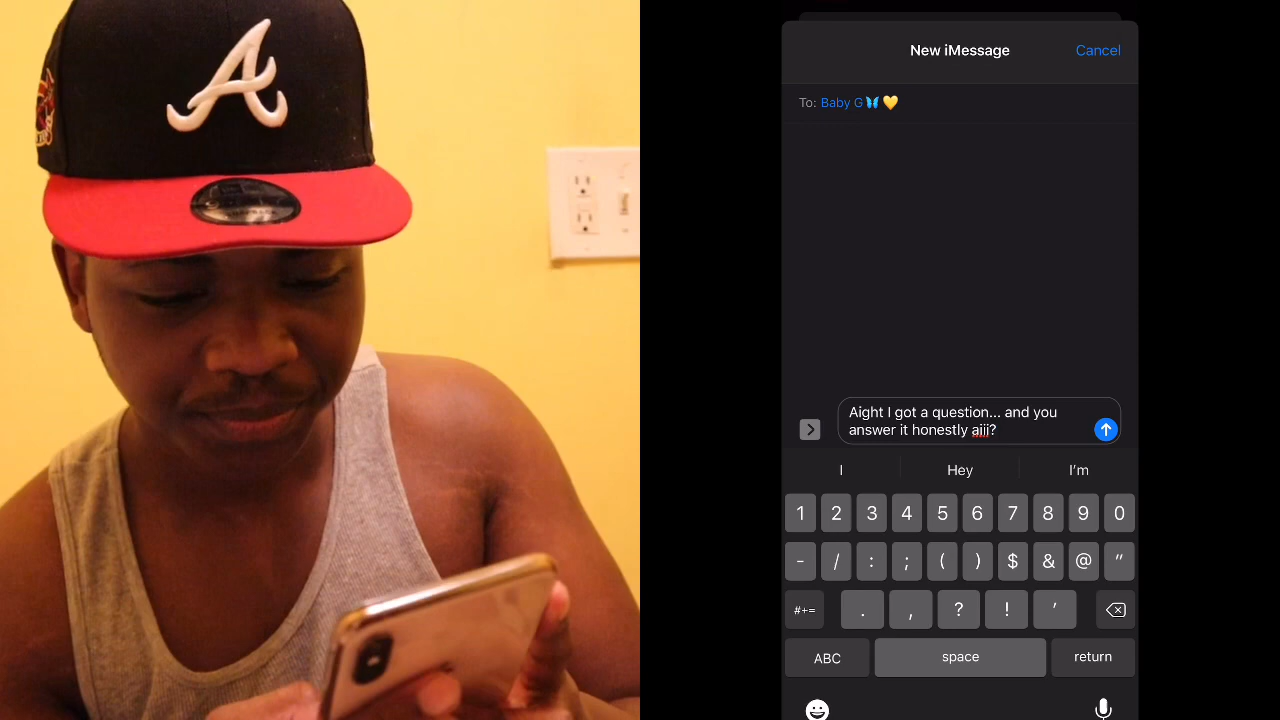 A
New iMessage
Cancel
To: Baby G🦋💛
Aight I got a question... and you
answer it honestly aiii?
I
Hey
I'm
1 2 3 4 5 6 7 8 9 0
- / : ; ( ) $ & @ "
#+= . , ? ! '
ABC space return